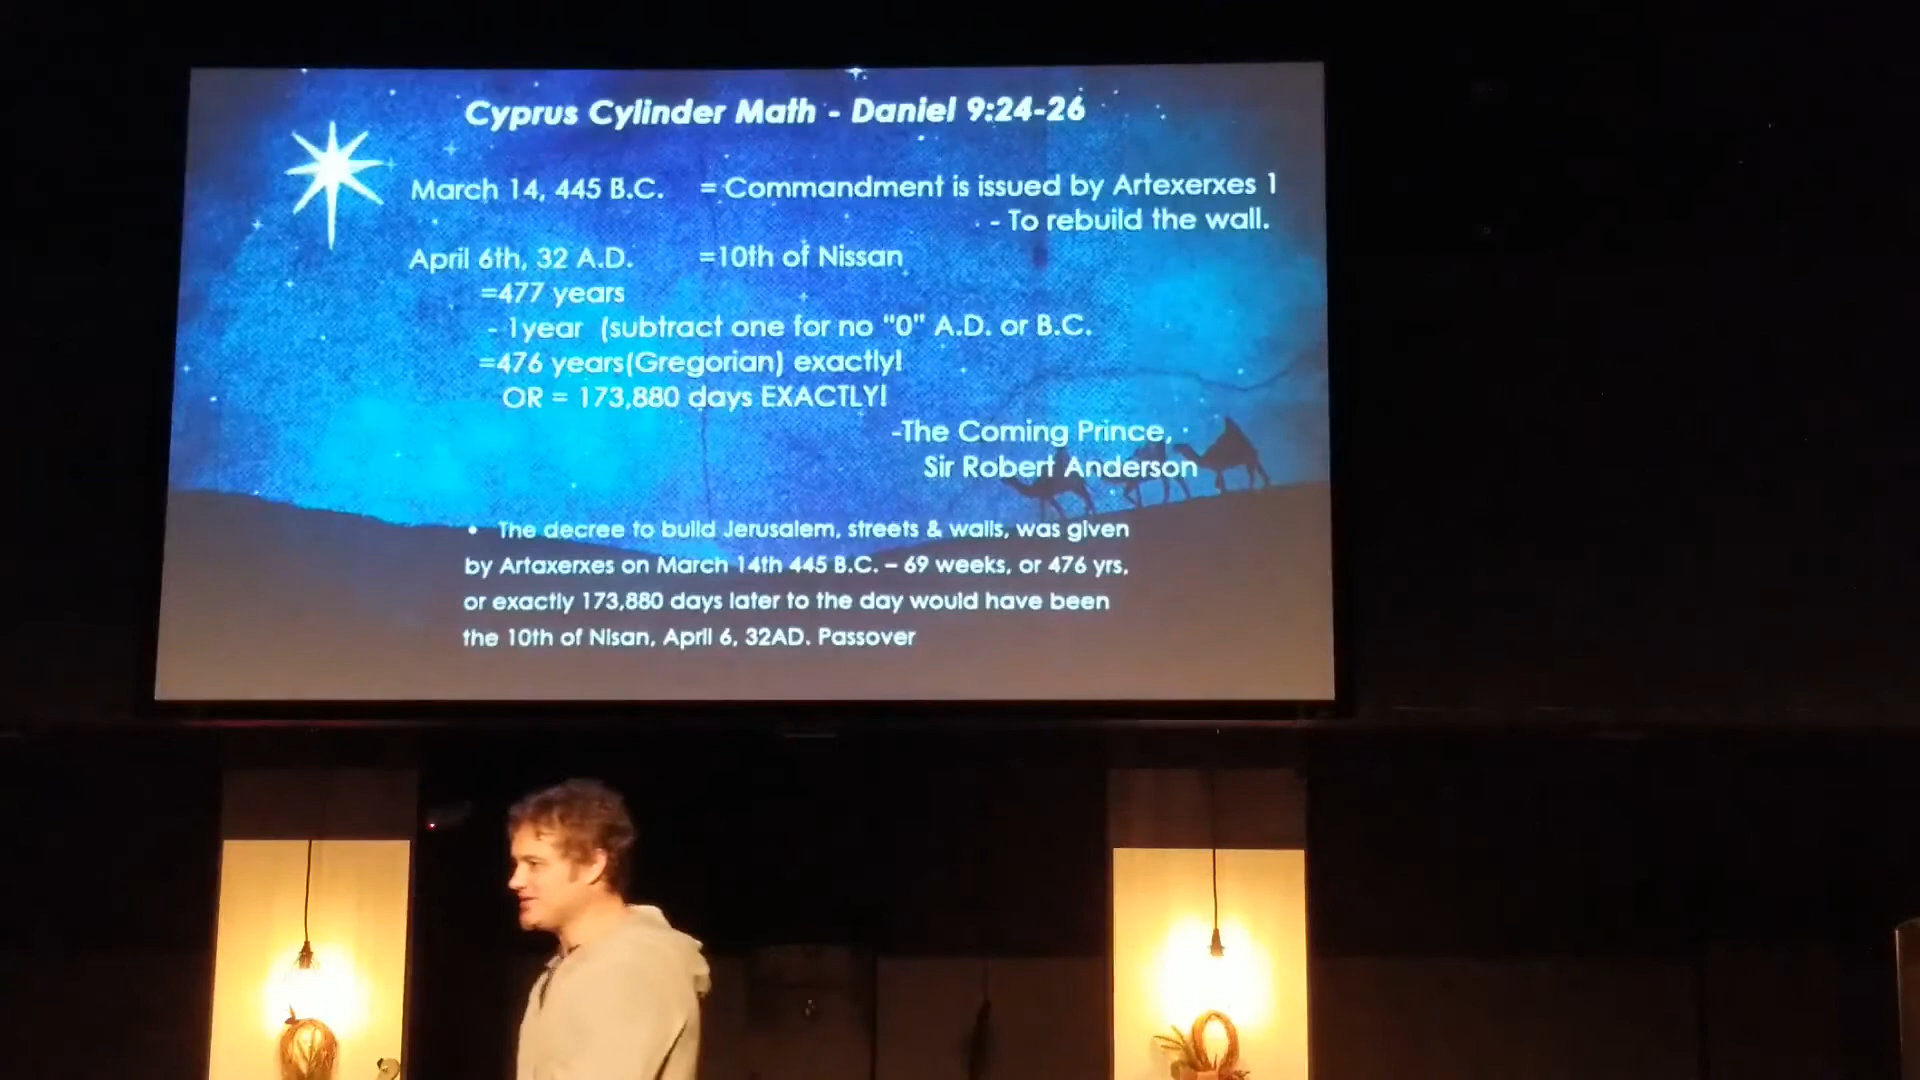 Cyprus Cylinder Math - Daniel 9:24-26
March 14, 445 B.C. = Commandment is issued by Artexerxes 1
- To rebuild the wall.
April 6th, 32 A.D. =10th of Nissan
=477 years
- 1year (subtract one for no "0" A.D. or B.C.
=476 years(Gregorian) exactly!
OR = 173,880 days EXACTLY!
-The Coming Prince,
Sir Robert Anderson
• The decree to build Jerusalem, streets & walls, was given
by Artaxerxes on March 14th 445 B.C. – 69 weeks, or 476 yrs,
or exactly 173,880 days later to the day would have been
the 10th of Nisan, April 6, 32AD. Passover